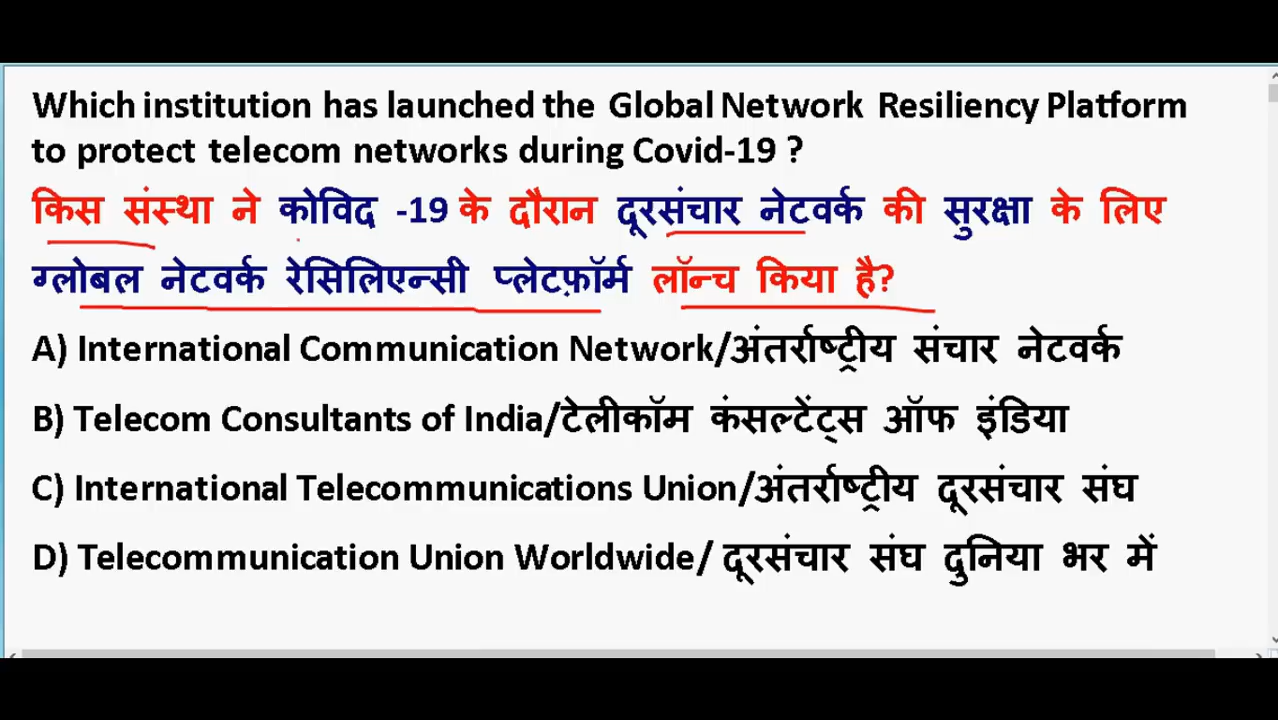 Which institution has launched the Global Network Resiliency Platform
to protect telecom networks during Covid-19 ?
किस संस्था ने कोविद -19 के दौरान दूरसंचार नेटवर्क की सुरक्षा के लिए
ग्लोबल नेटवर्क रेसिलिएन्सी प्लेटफ़ॉर्म लॉन्च किया है?
A) International Communication Network/अंतर्राष्ट्रीय संचार नेटवर्क
B) Telecom Consultants of India/टेलीकॉम कंसल्टेंट्स ऑफ इंडिया
C) International Telecommunications Union/अंतर्राष्ट्रीय दूरसंचार संघ
D) Telecommunication Union Worldwide/ दूरसंचार संघ दुनिया भर में